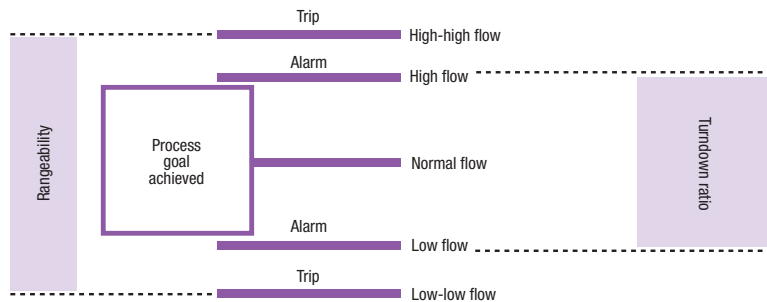 Trip
High-high flow
Alarm
High flow
Rangeability
Process
goal
achieved
Normal flow
Turndown ratio
Alarm
Low flow
Trip
Low-low flow